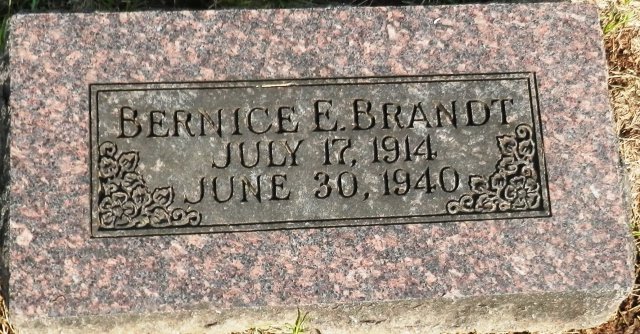 BERNICE E. BRANDT
JULY 17, 1914
JUNE 30, 1940